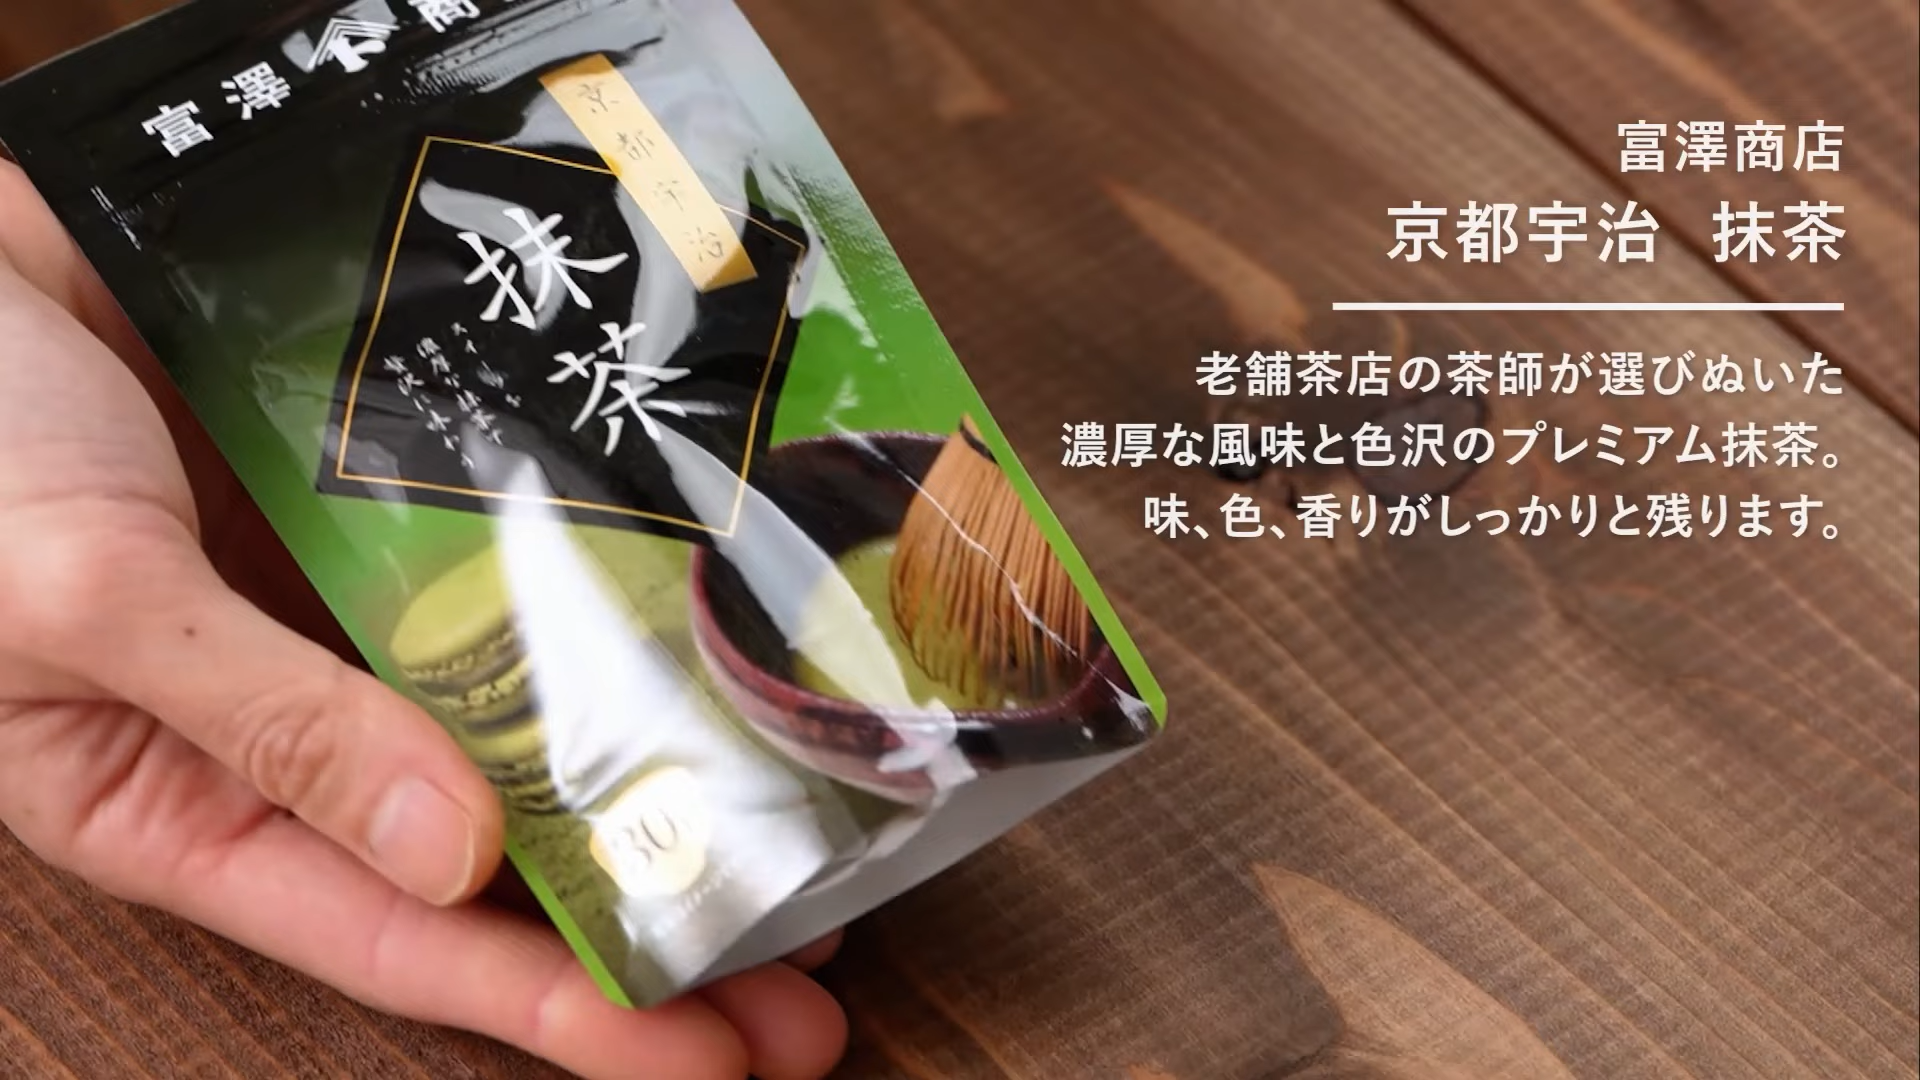 富澤商
京都宇治
抹茶
30
富澤商店
京都宇治 抹茶
老舗茶店の茶師が選びぬいた
濃厚な風味と色沢のプレミアム抹茶。
味、色、香りがしっかりと残ります。